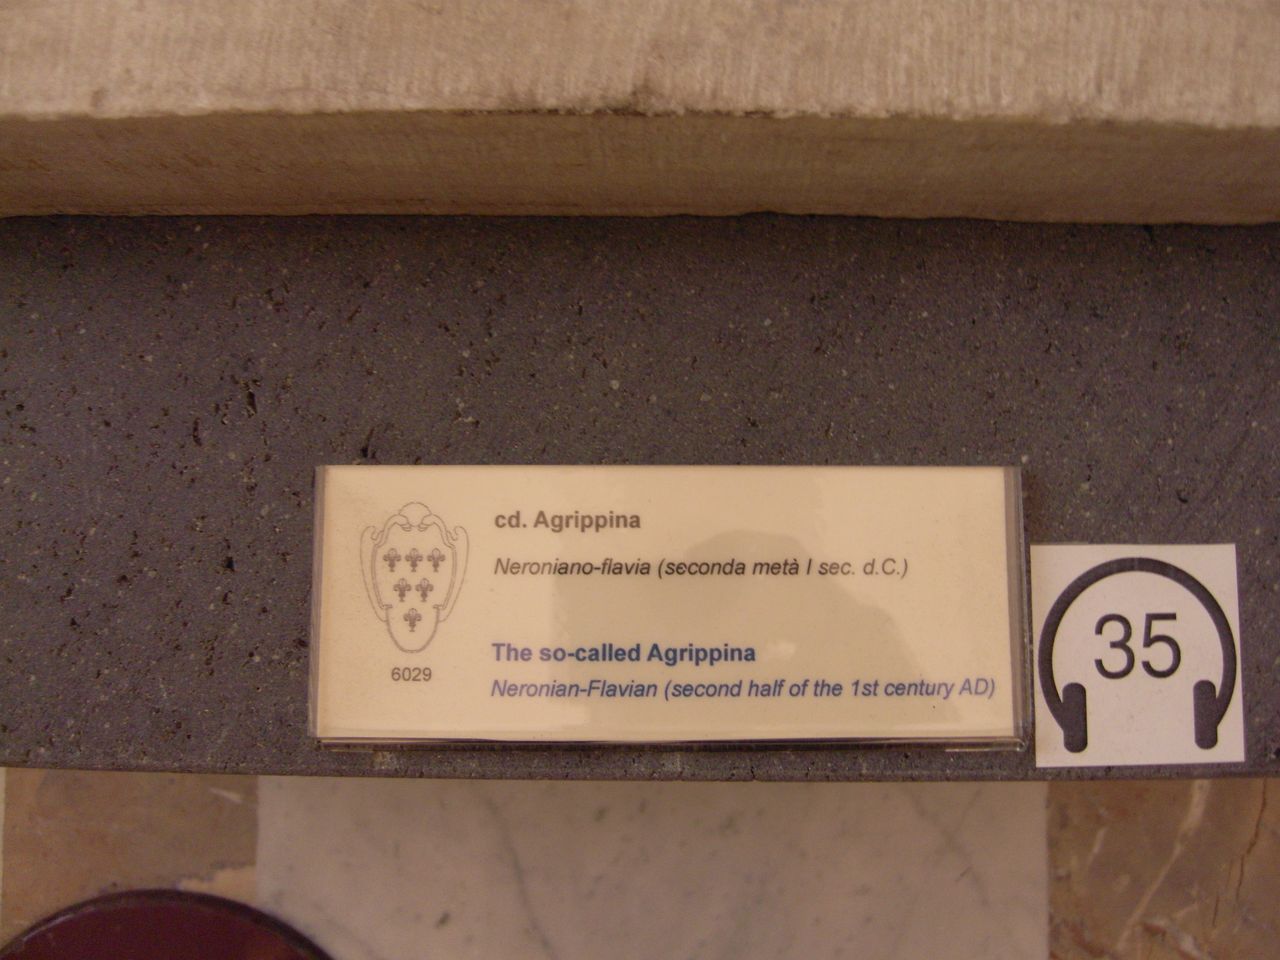 cd. Agrippina
Neroniano-flavia (seconda metà I sec. d.C.)
The so-called Agrippina
Neronian-Flavian (second half of the 1st century AD)
6029
35